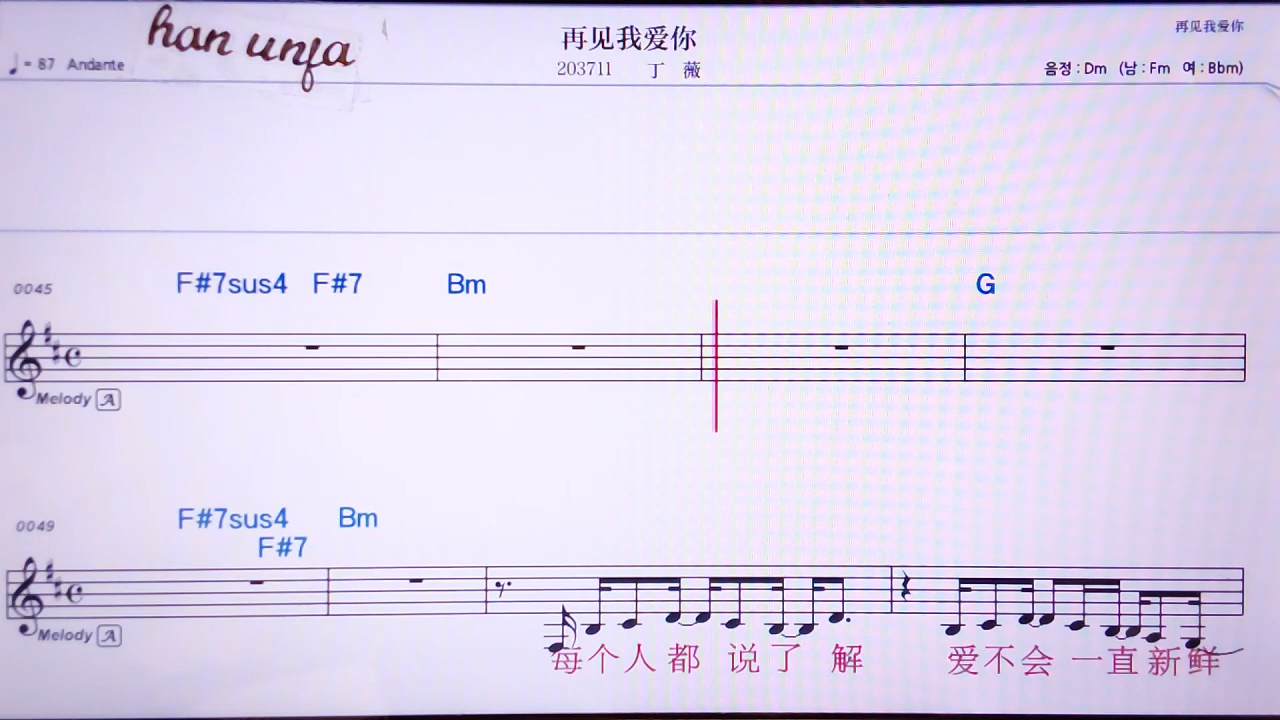 han unja
再见我爱你
再见我爱你
♩= 87 Andante
203711 丁 薇
음정 : Dm (남 : Fm 여 : Bbm)
0045
F#7sus4 F#7 Bm G
Melody A
0049
F#7sus4 Bm
F#7
Melody A
每个人都 说了 解 爱不会 一直新鲜